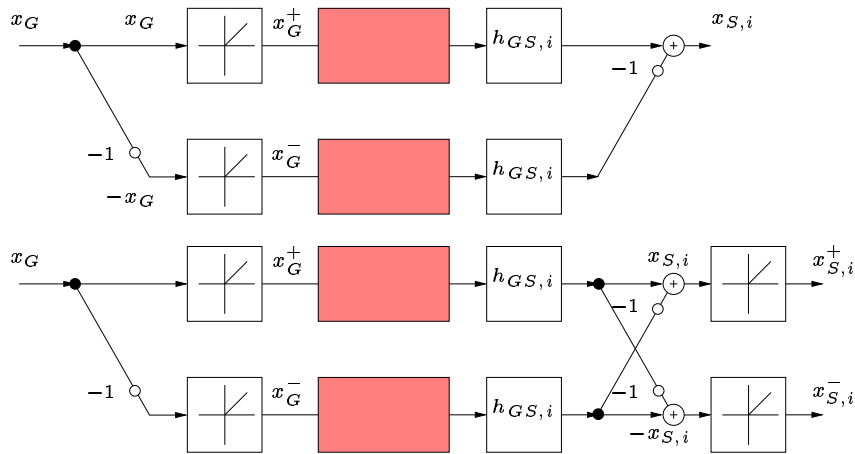 x_G x_G x_G^+ h_{GS,i} −1 + x_{S,i}
−1 −x_G x_G^− h_{GS,i}
x_G x_G^+ h_{GS,i} x_{S,i} −1 + x_{S,i}^+
−1 x_G^− h_{GS,i} −1 + −x_{S,i} x_{S,i}^−